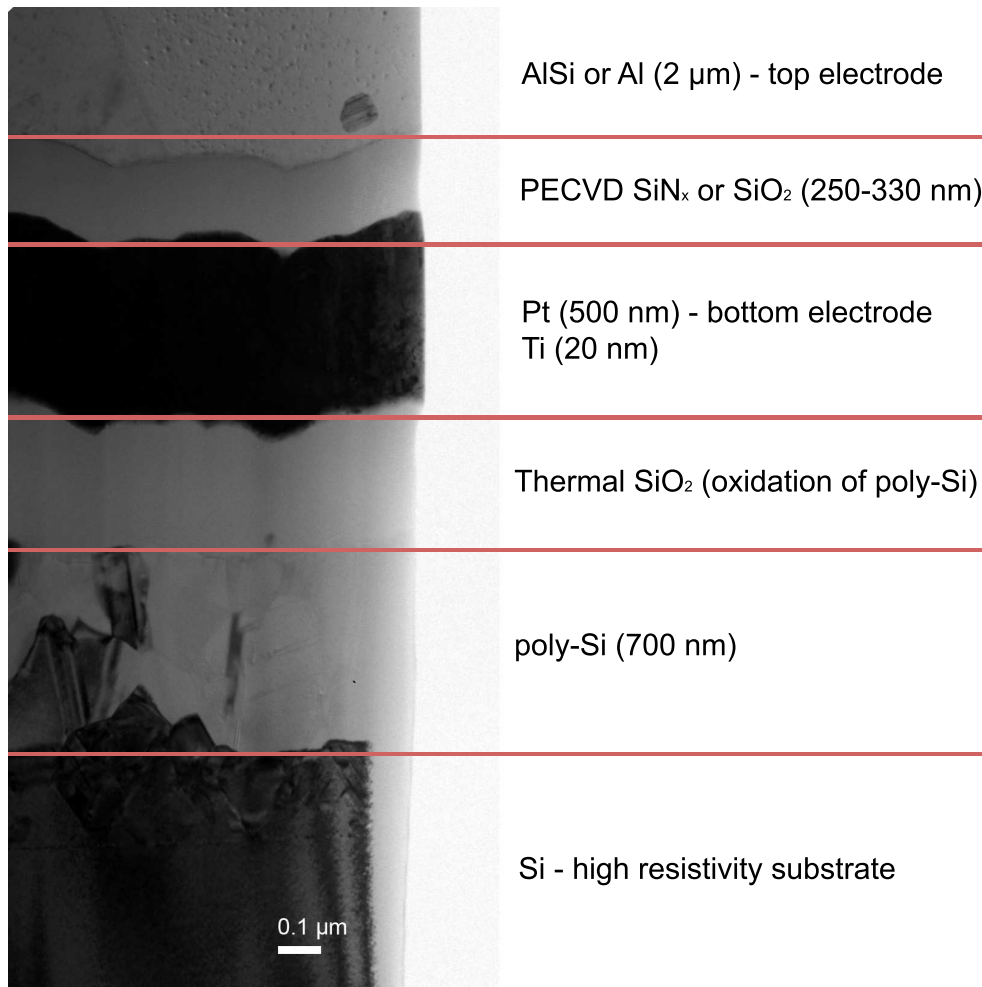 AlSi or Al (2 µm) - top electrode
PECVD SiNₓ or SiO₂ (250-330 nm)
Pt (500 nm) - bottom electrode
Ti (20 nm)
Thermal SiO₂ (oxidation of poly-Si)
poly-Si (700 nm)
Si - high resistivity substrate
0.1 µm